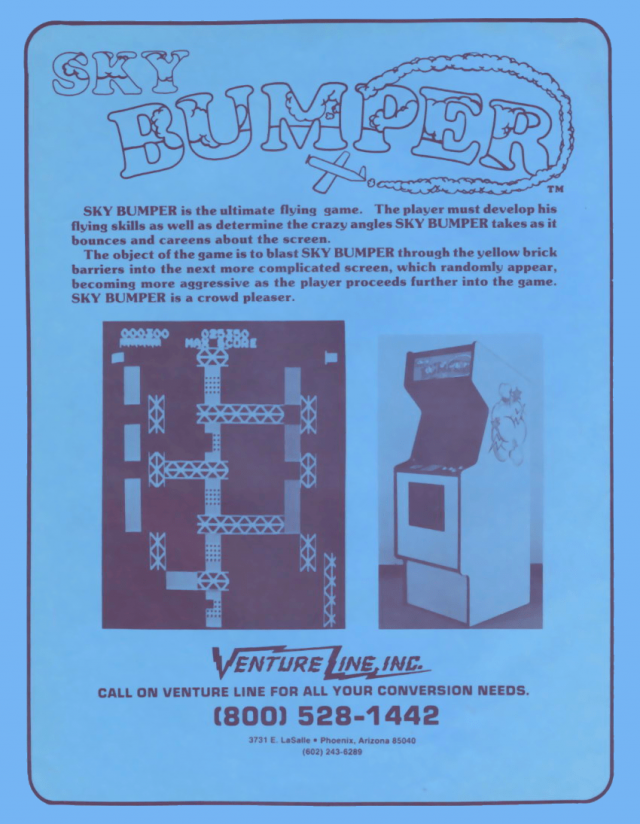 SKY
BUMPER
TM
SKY BUMPER is the ultimate flying game. The player must develop his
flying skills as well as determine the crazy angles SKY BUMPER takes as it
bounces and careens about the screen.
The object of the game is to blast SKY BUMPER through the yellow brick
barriers into the next more complicated screen, which randomly appear,
becoming more aggressive as the player proceeds further into the game.
SKY BUMPER is a crowd pleaser.
000300 025350
MAX SCORE
VENTURE LINE, INC.
CALL ON VENTURE LINE FOR ALL YOUR CONVERSION NEEDS.
(800) 528-1442
3731 E. LaSalle • Phoenix, Arizona 85040
(602) 243-6289